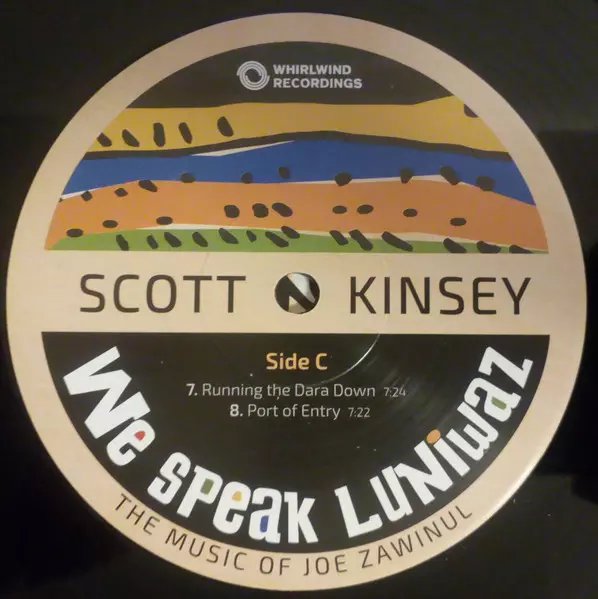 WHIRLWIND
RECORDINGS
SCOTT KINSEY
Side C
7. Running the Dara Down 7:24
8. Port of Entry 7:22
We SPeaK LUNiwaz
THE MUSIC OF JOE ZAWINUL